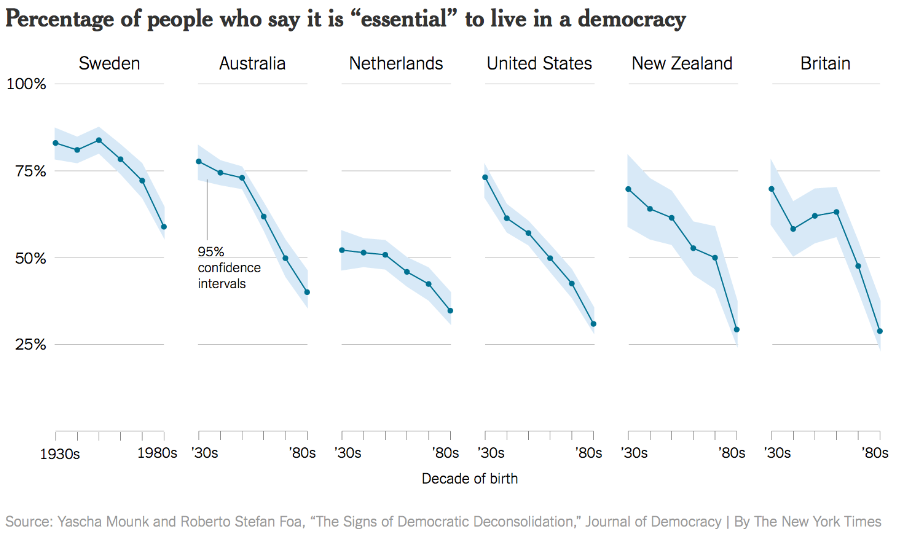 Percentage of people who say it is “essential” to live in a democracy
Sweden Australia Netherlands United States New Zealand Britain
100%
75%
95%
confidence
intervals
50%
25%
1930s 1980s ’30s ’80s ’30s ’80s ’30s ’80s ’30s ’80s ’30s ’80s
Decade of birth
Source: Yascha Mounk and Roberto Stefan Foa, “The Signs of Democratic Deconsolidation,” Journal of Democracy | By The New York Times